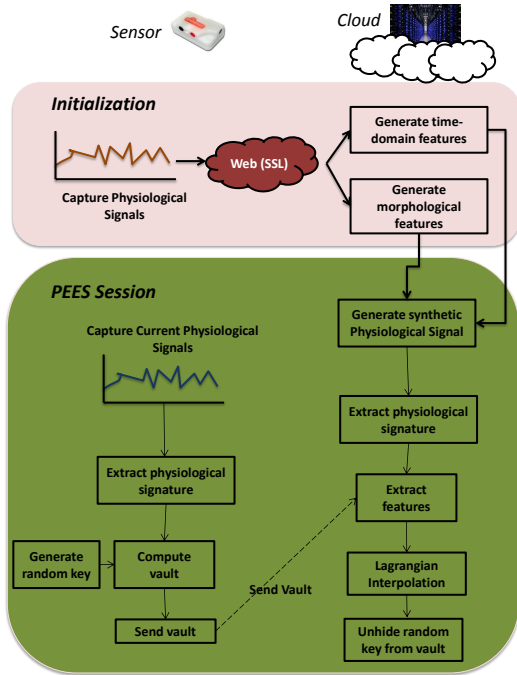 Sensor
Cloud
Initialization
Capture Physiological
Signals
Web (SSL)
Generate time-
domain features
Generate
morphological
features
PEES Session
Capture Current Physiological
Signals
Extract physiological
signature
Generate
random key
Compute
vault
Send vault
Send Vault
Generate synthetic
Physiological Signal
Extract physiological
signature
Extract
features
Lagrangian
Interpolation
Unhide random
key from vault